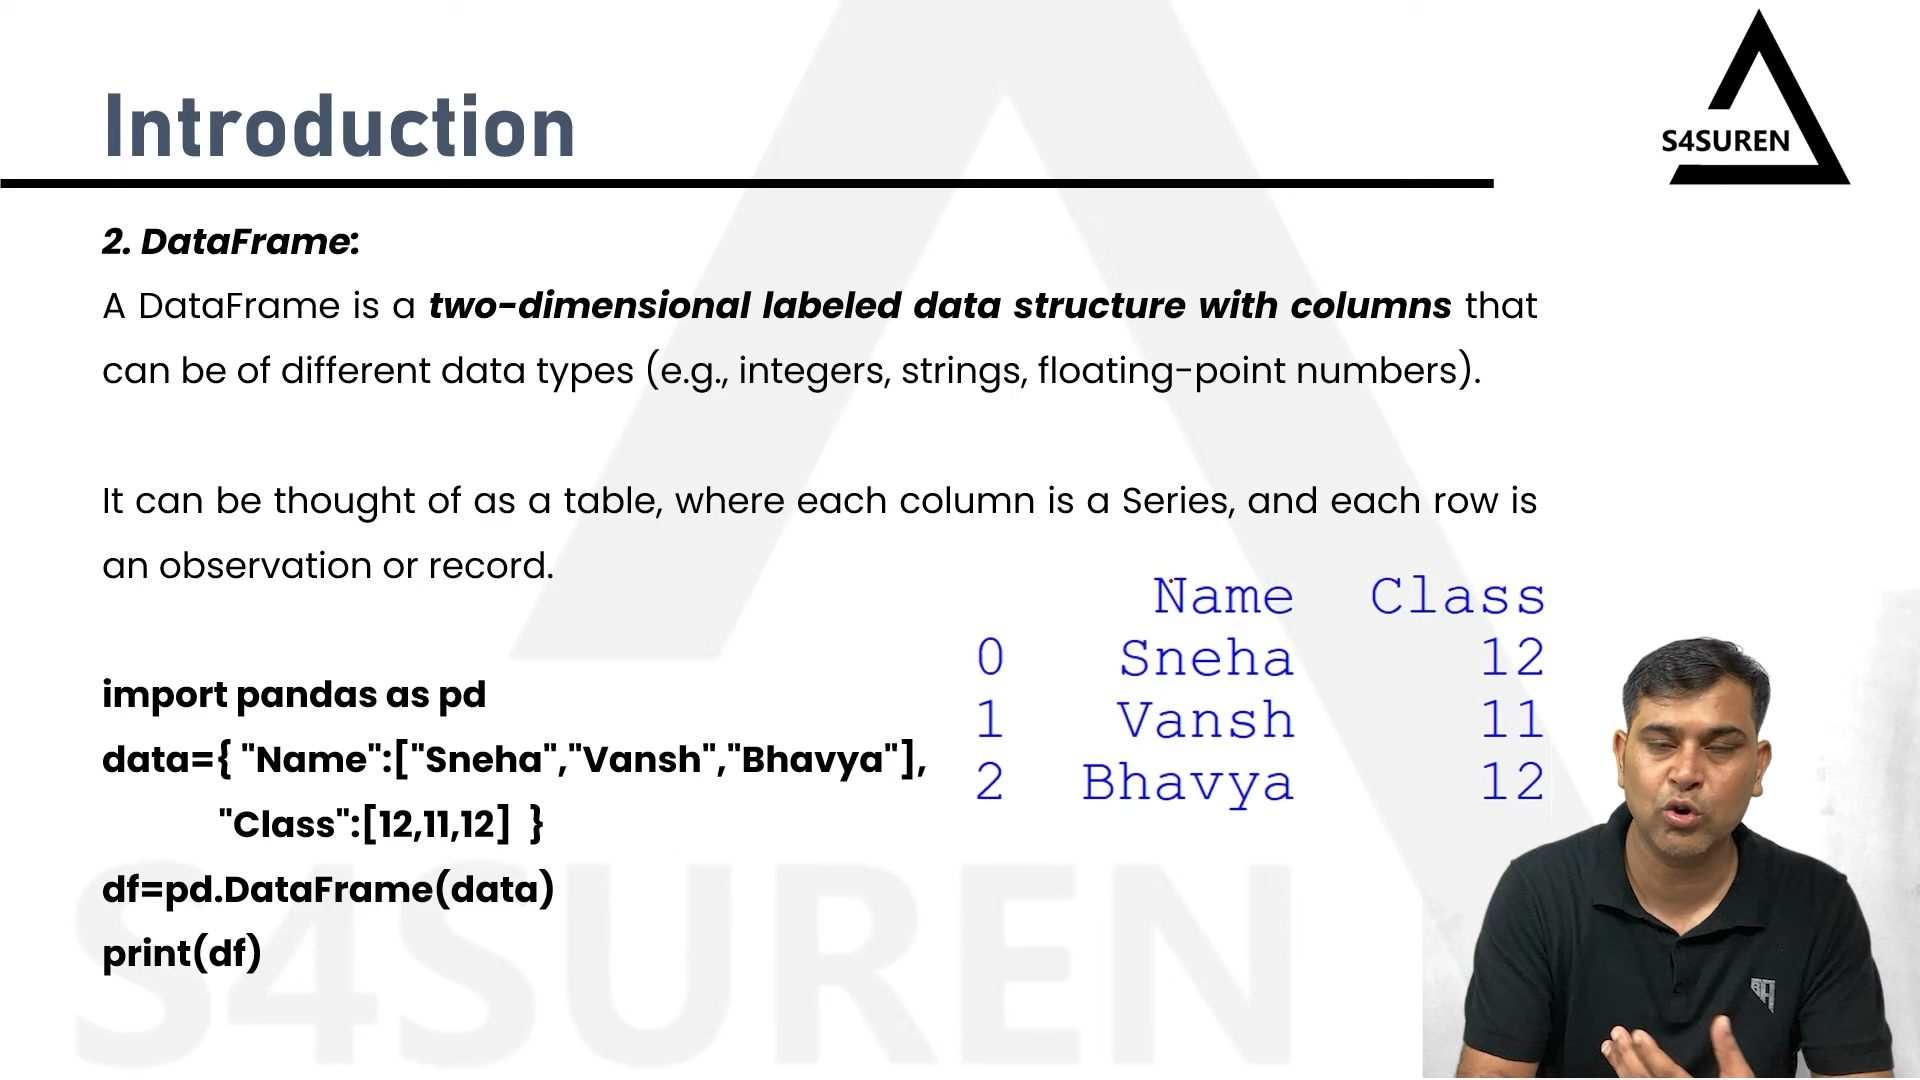 Introduction
S4SUREN
2. DataFrame:
A DataFrame is a two-dimensional labeled data structure with columns that
can be of different data types (e.g., integers, strings, floating-point numbers).
It can be thought of as a table, where each column is a Series, and each row is
an observation or record.
import pandas as pd
data={ "Name":["Sneha","Vansh","Bhavya"],
"Class":[12,11,12] }
df=pd.DataFrame(data)
print(df)
Name Class
0 Sneha 12
1 Vansh 11
2 Bhavya 12
S4SUREN